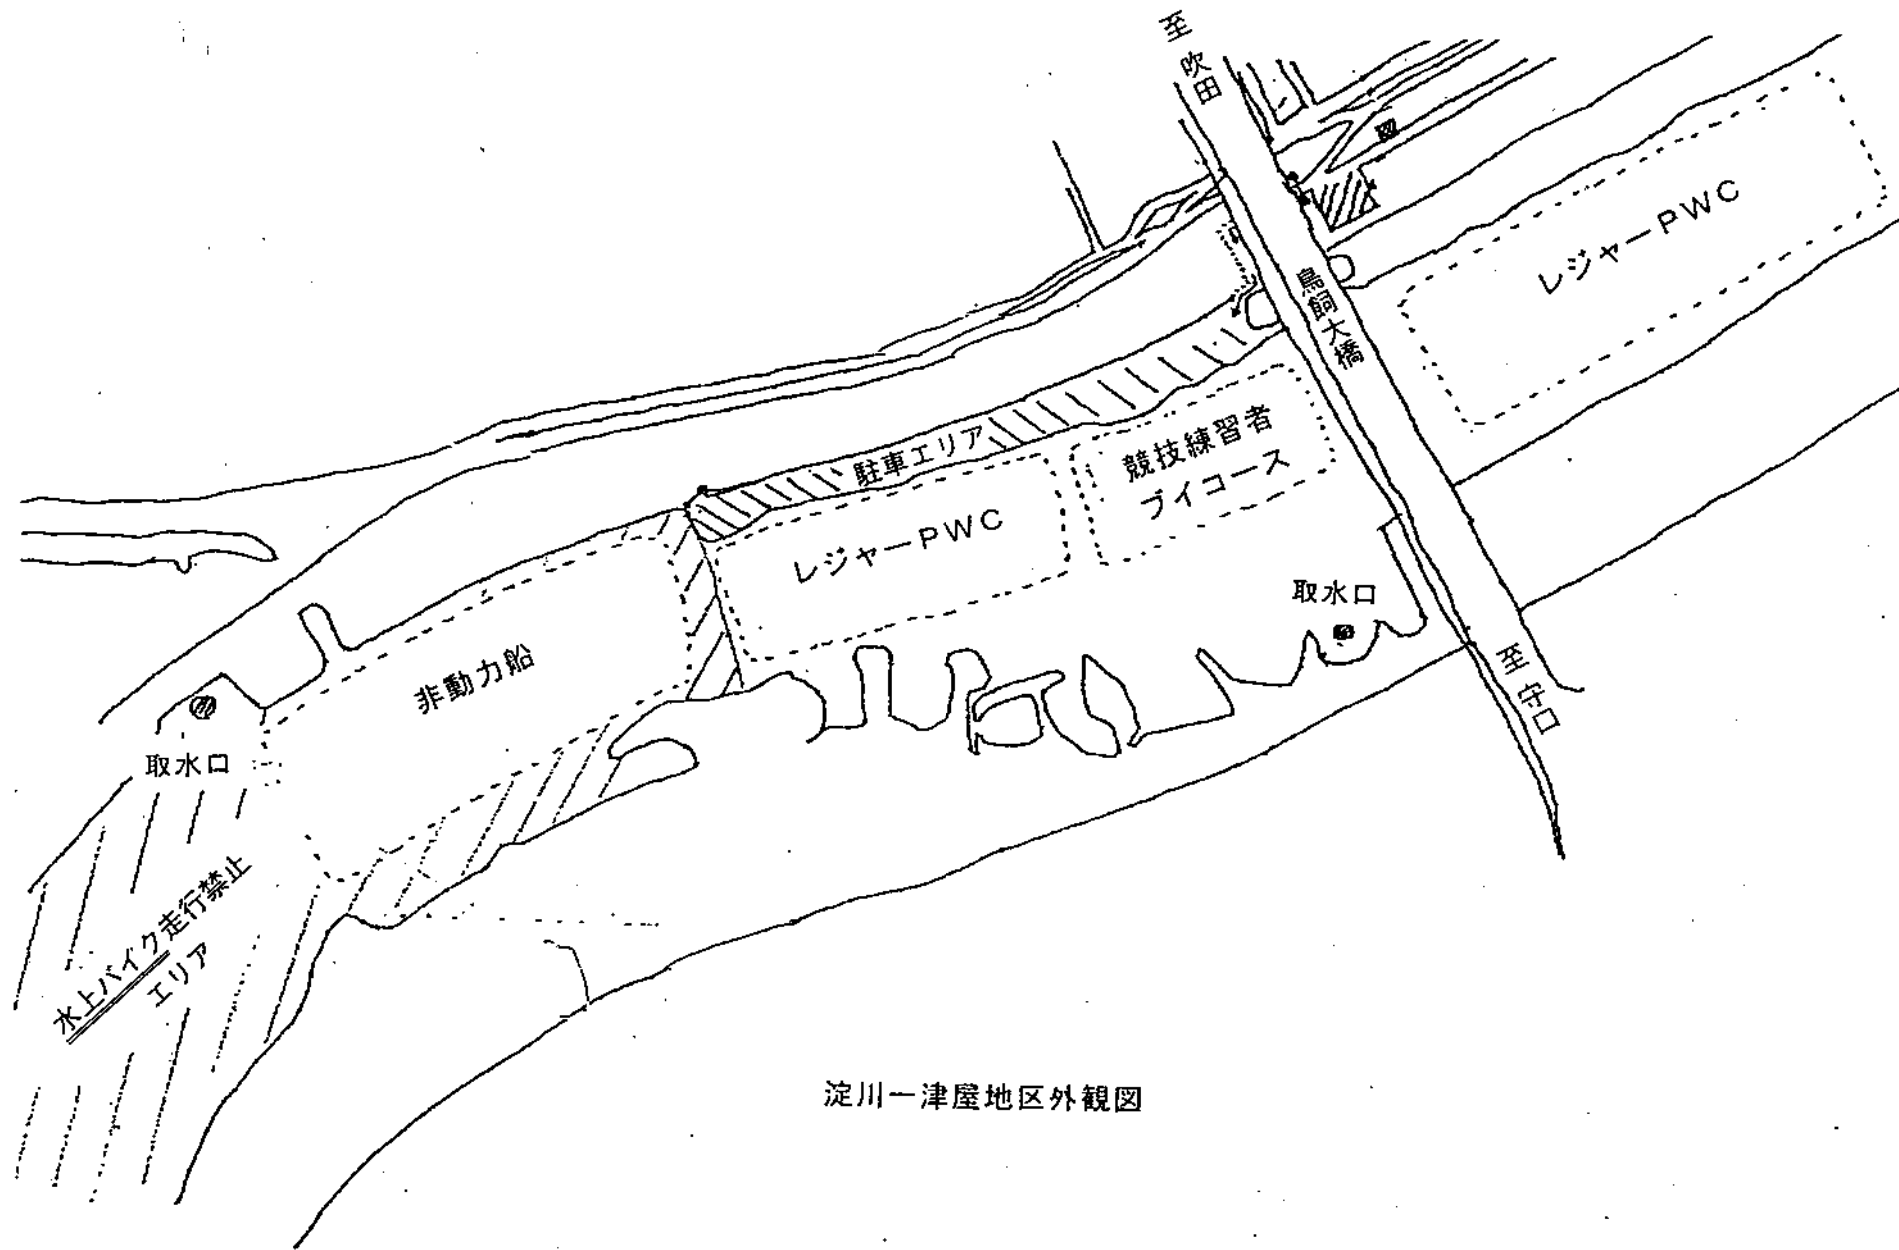 至 吹田
レジャーPWC
鳥飼大橋
駐車エリア
競技練習者
ブイコース
レジャーPWC
取水口
非動力船
至 守口
取水口
水上バイク走行禁止
エリア
淀川一津屋地区外観図